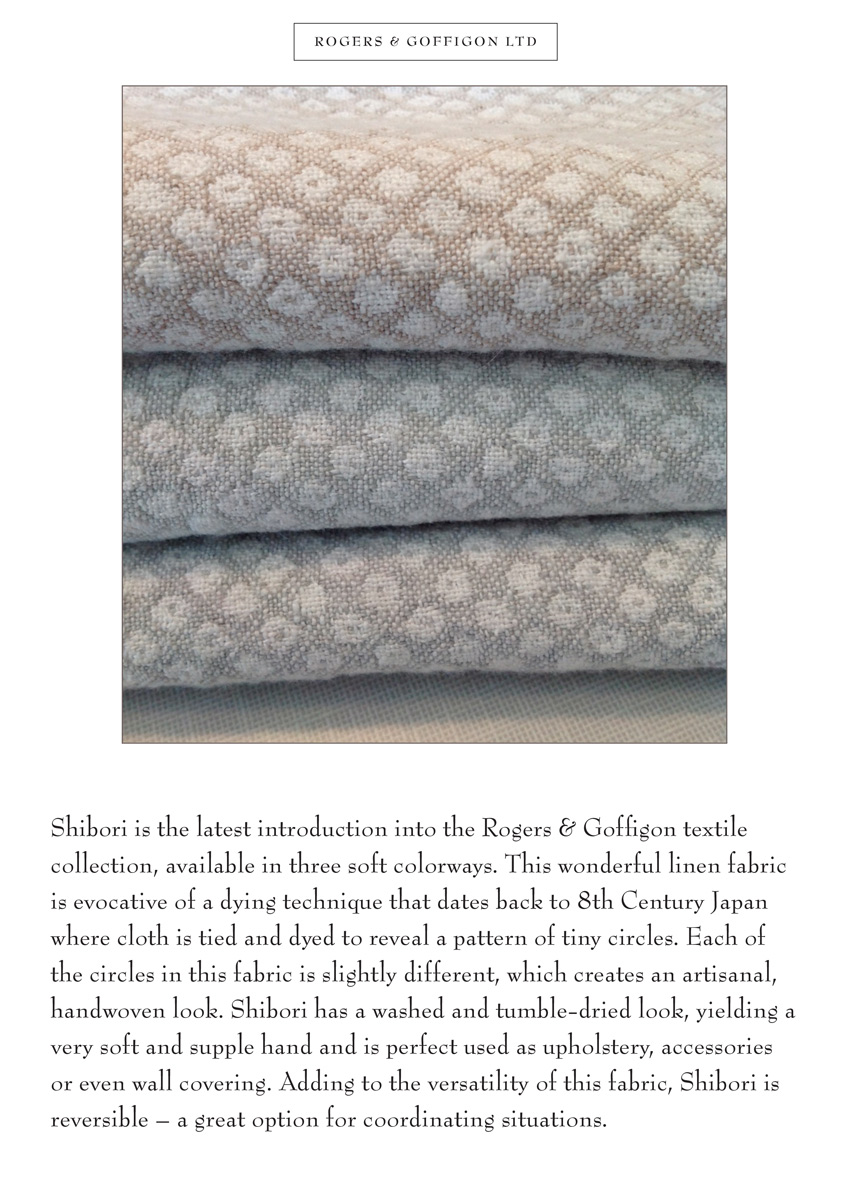 ROGERS & GOFFIGON LTD
Shibori is the latest introduction into the Rogers & Goffigon textile
collection, available in three soft colorways. This wonderful linen fabric
is evocative of a dying technique that dates back to 8th Century Japan
where cloth is tied and dyed to reveal a pattern of tiny circles. Each of
the circles in this fabric is slightly different, which creates an artisanal,
handwoven look. Shibori has a washed and tumble-dried look, yielding a
very soft and supple hand and is perfect used as upholstery, accessories
or even wall covering. Adding to the versatility of this fabric, Shibori is
reversible – a great option for coordinating situations.